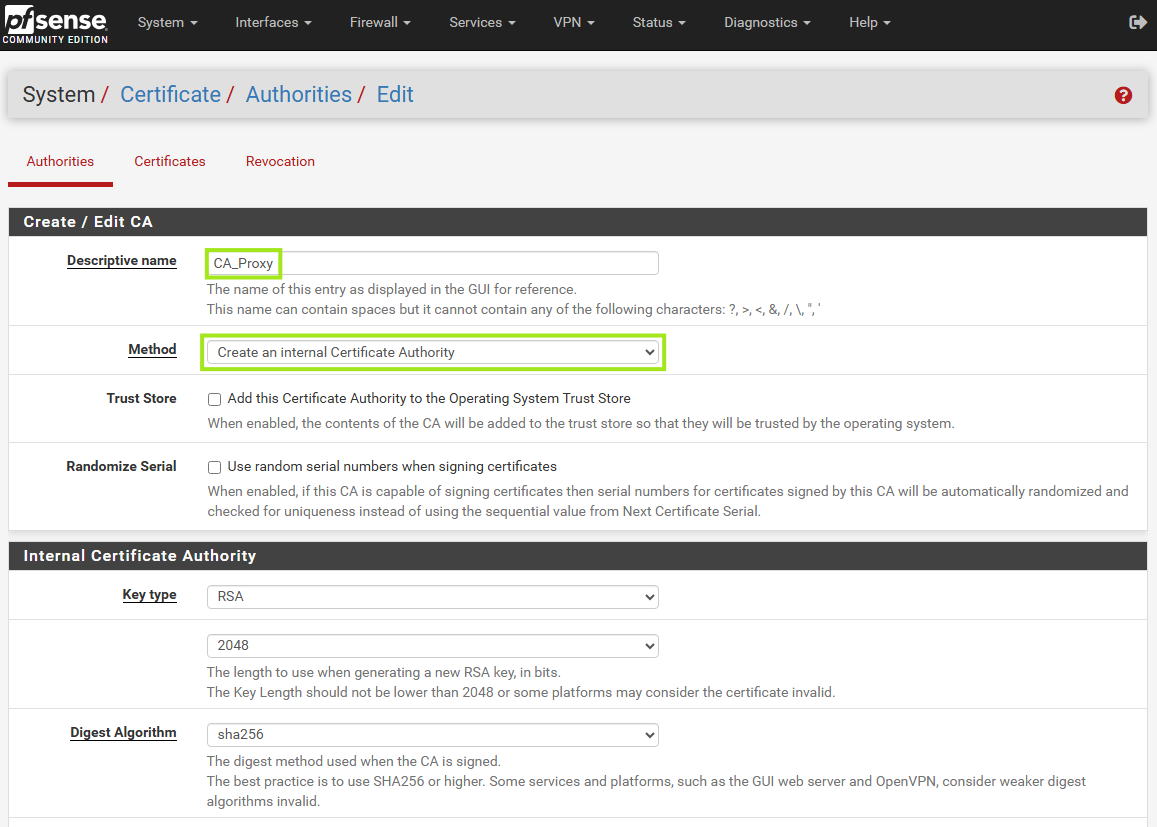 pfsense
COMMUNITY EDITION
System Interfaces Firewall Services VPN Status Diagnostics Help
System / Certificate / Authorities / Edit
Authorities Certificates Revocation
Create / Edit CA
Descriptive name CA_Proxy
The name of this entry as displayed in the GUI for reference.
This name can contain spaces but it cannot contain any of the following characters: ?, >, <, &, /, \, ", '
Method Create an internal Certificate Authority
Trust Store Add this Certificate Authority to the Operating System Trust Store
When enabled, the contents of the CA will be added to the trust store so that they will be trusted by the operating system.
Randomize Serial Use random serial numbers when signing certificates
When enabled, if this CA is capable of signing certificates then serial numbers for certificates signed by this CA will be automatically randomized and
checked for uniqueness instead of using the sequential value from Next Certificate Serial.
Internal Certificate Authority
Key type RSA
2048
The length to use when generating a new RSA key, in bits.
The Key Length should not be lower than 2048 or some platforms may consider the certificate invalid.
Digest Algorithm sha256
The digest method used when the CA is signed.
The best practice is to use SHA256 or higher. Some services and platforms, such as the GUI web server and OpenVPN, consider weaker digest
algorithms invalid.